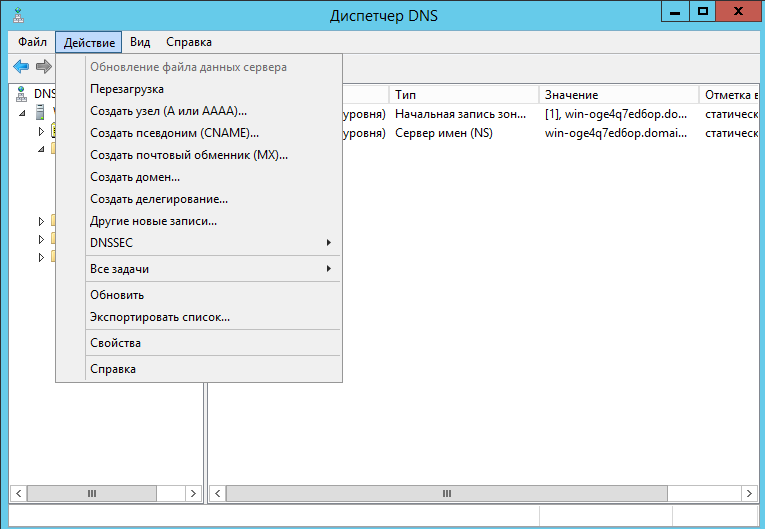 Диспетчер DNS
Файл Действие Вид Справка
Обновление файла данных сервера
Перезагрузка
Создать узел (A или AAAA)...
Создать псевдоним (CNAME)...
Создать почтовый обменник (MX)...
Создать домен...
Создать делегирование...
Другие новые записи...
DNSSEC
Все задачи
Обновить
Экспортировать список...
Свойства
Справка
DNS
Тип Значение Отметка в
уровня) Начальная запись зон... [1], win-oge4q7ed6op.do... статическ
уровня) Сервер имен (NS) win-oge4q7ed6op.domai... статическ